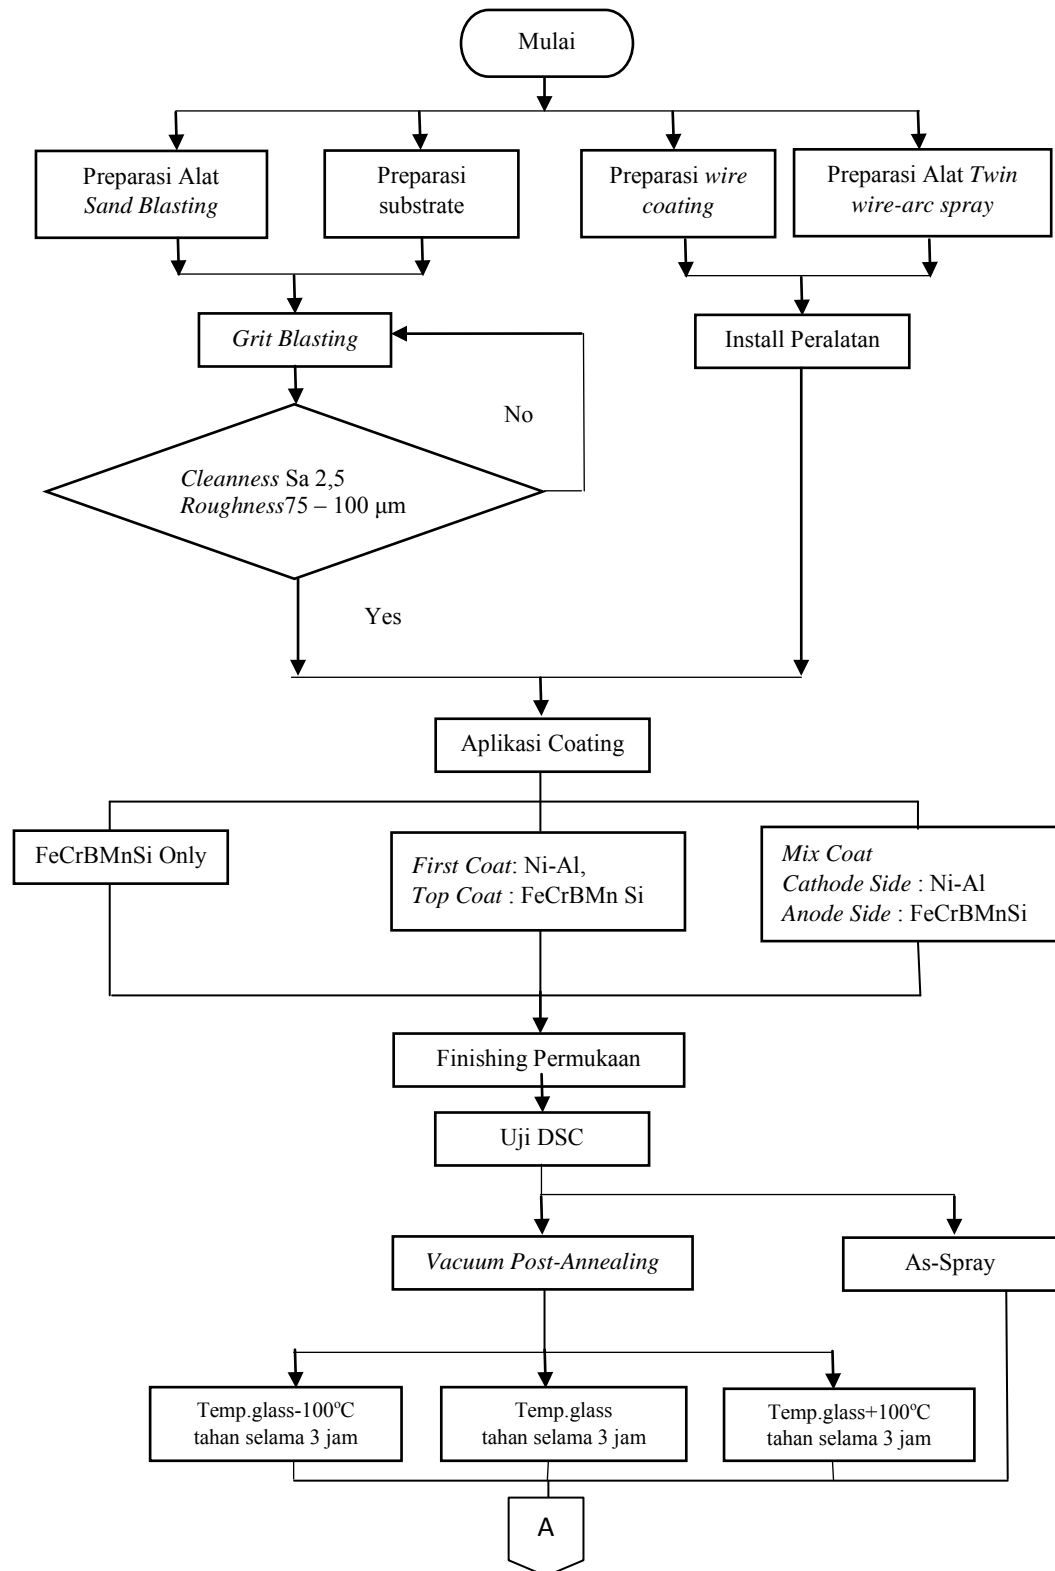 Mulai
Preparasi Alat
Sand Blasting
Preparasi
substrate
Preparasi wire
coating
Preparasi Alat Twin
wire-arc spray
Grit Blasting
Install Peralatan
No
Cleanness Sa 2,5
Roughness75 – 100 μm
Yes
Aplikasi Coating
FeCrBMnSi Only
First Coat: Ni-Al,
Top Coat : FeCrBMn Si
Mix Coat
Cathode Side : Ni-Al
Anode Side : FeCrBMnSi
Finishing Permukaan
Uji DSC
Vacuum Post-Annealing
As-Spray
Temp.glass-100°C
tahan selama 3 jam
Temp.glass
tahan selama 3 jam
Temp.glass+100°C
tahan selama 3 jam
A